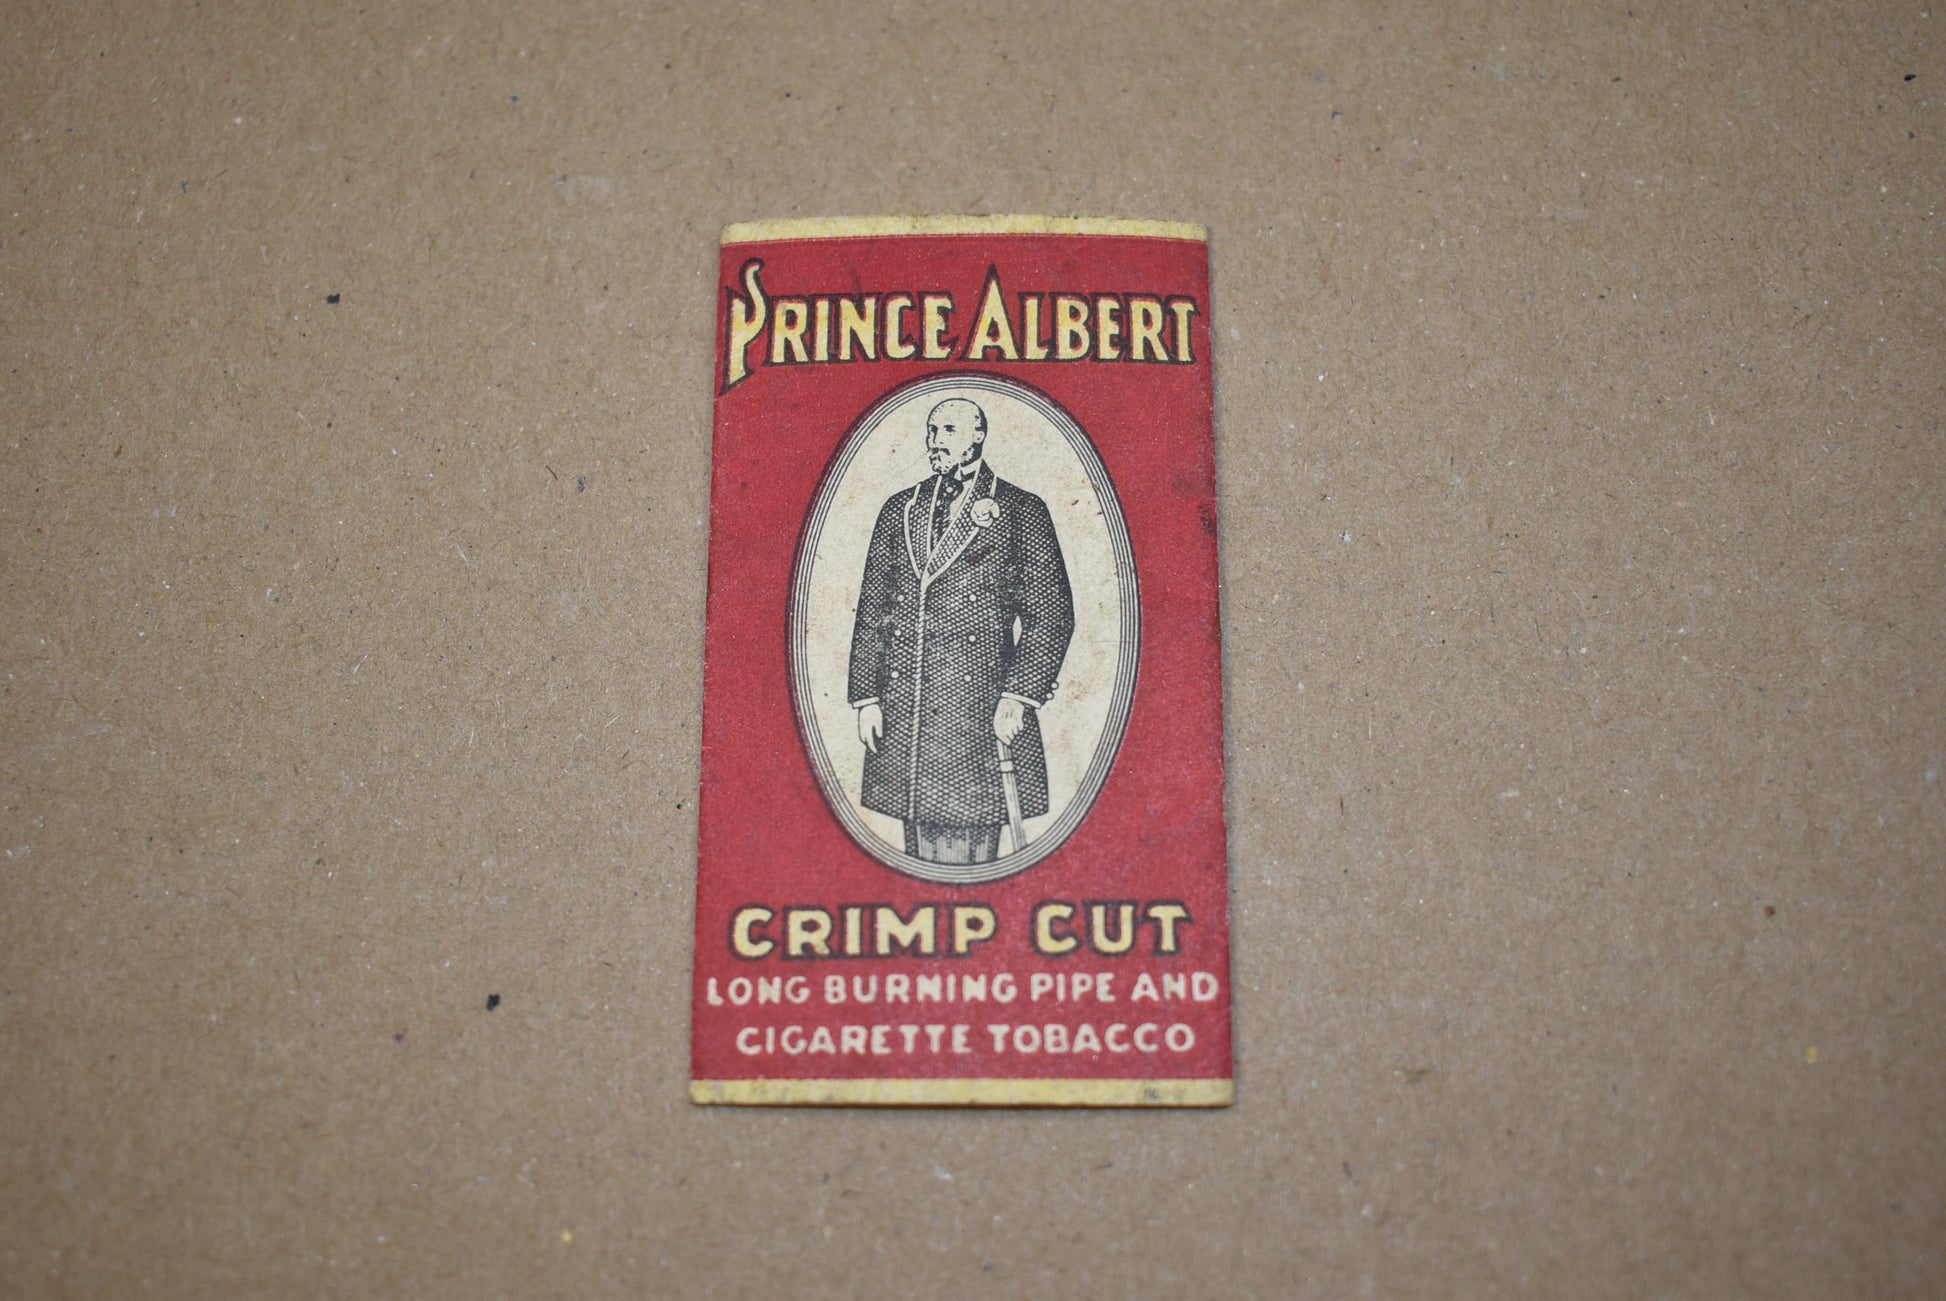 PRINCE ALBERT
CRIMP CUT
LONG BURNING PIPE AND
CIGARETTE TOBACCO